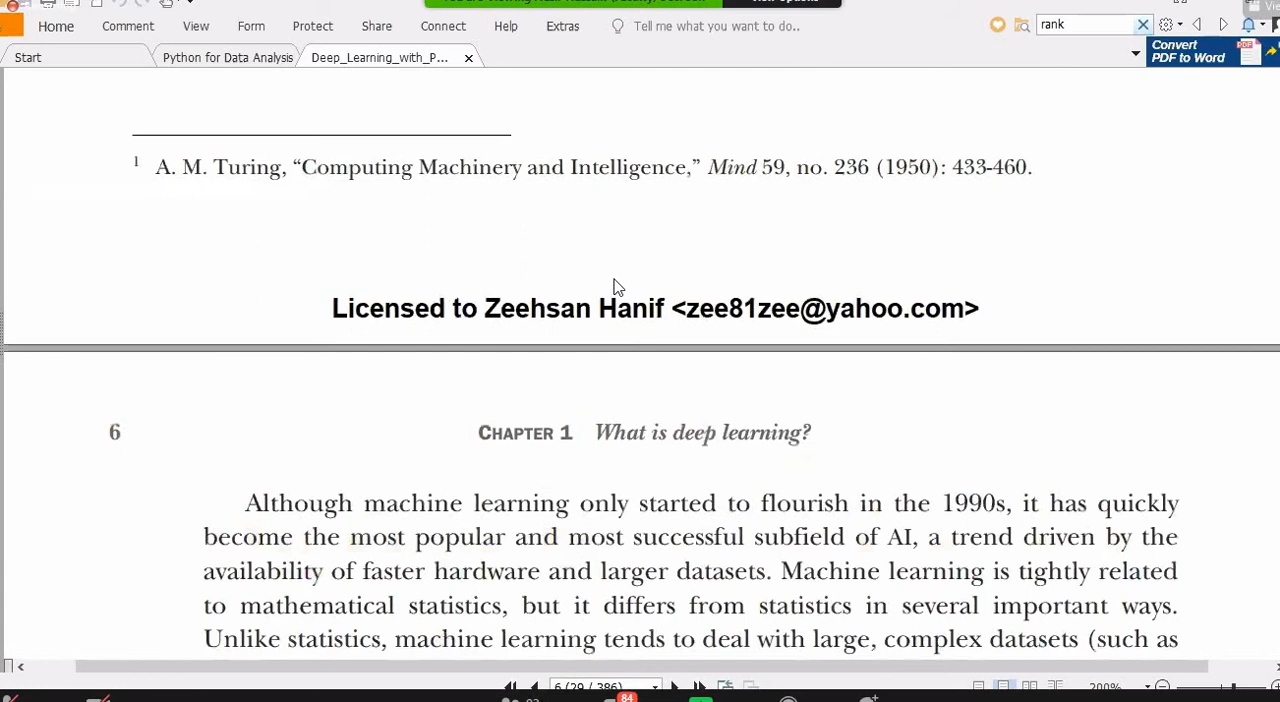 Home View Form Protect Share Connect Help Extras Tell me what you want to do.. rank
Start Python for Data Analysis Deep_Learning_with_P... Convert
PDF to Word
1 A. M. Turing, “Computing Machinery and Intelligence,” Mind 59, no. 236 (1950): 433-460.
Licensed to Zeehsan Hanif <zee81zee@yahoo.com>
6 CHAPTER 1 What is deep learning?
Although machine learning only started to flourish in the 1990s, it has quickly
become the most popular and most successful subfield of AI, a trend driven by the
availability of faster hardware and larger datasets. Machine learning is tightly related
to mathematical statistics, but it differs from statistics in several important ways.
Unlike statistics, machine learning tends to deal with large, complex datasets (such as
6 (29 / 386) 200%
84